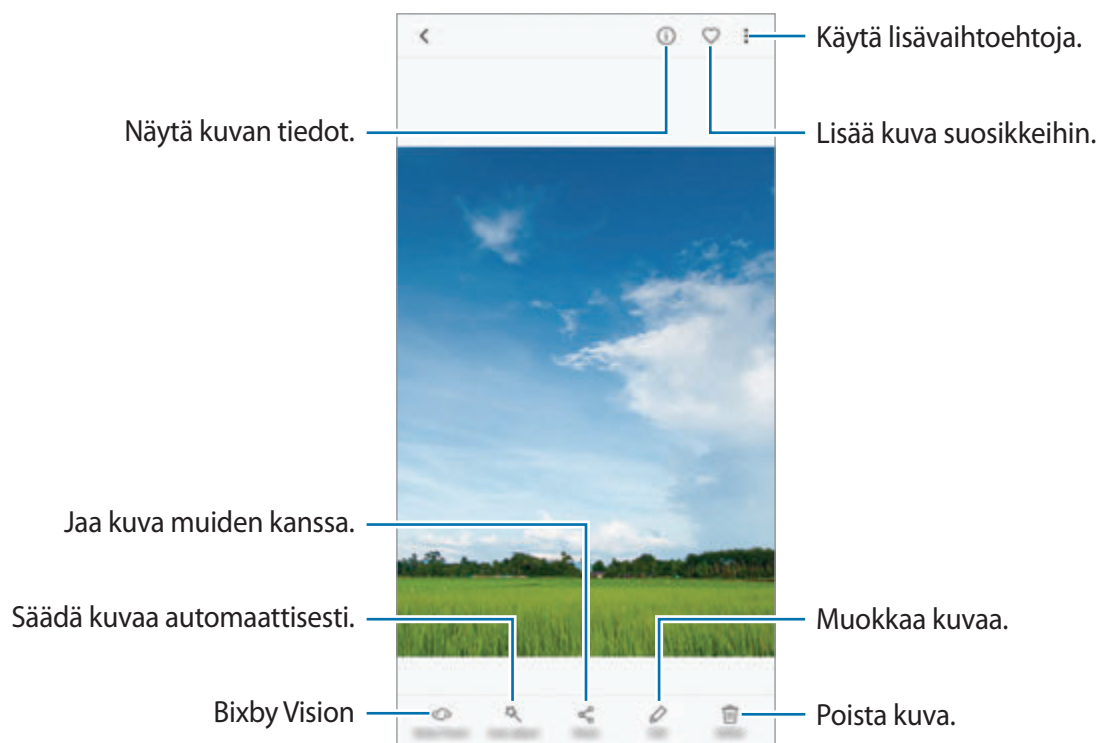 Käytä lisävaihtoehtoja.
Näytä kuvan tiedot.
Lisää kuva suosikkeihin.
Jaa kuva muiden kanssa.
Säädä kuvaa automaattisesti.
Muokkaa kuvaa.
Bixby Vision
Poista kuva.